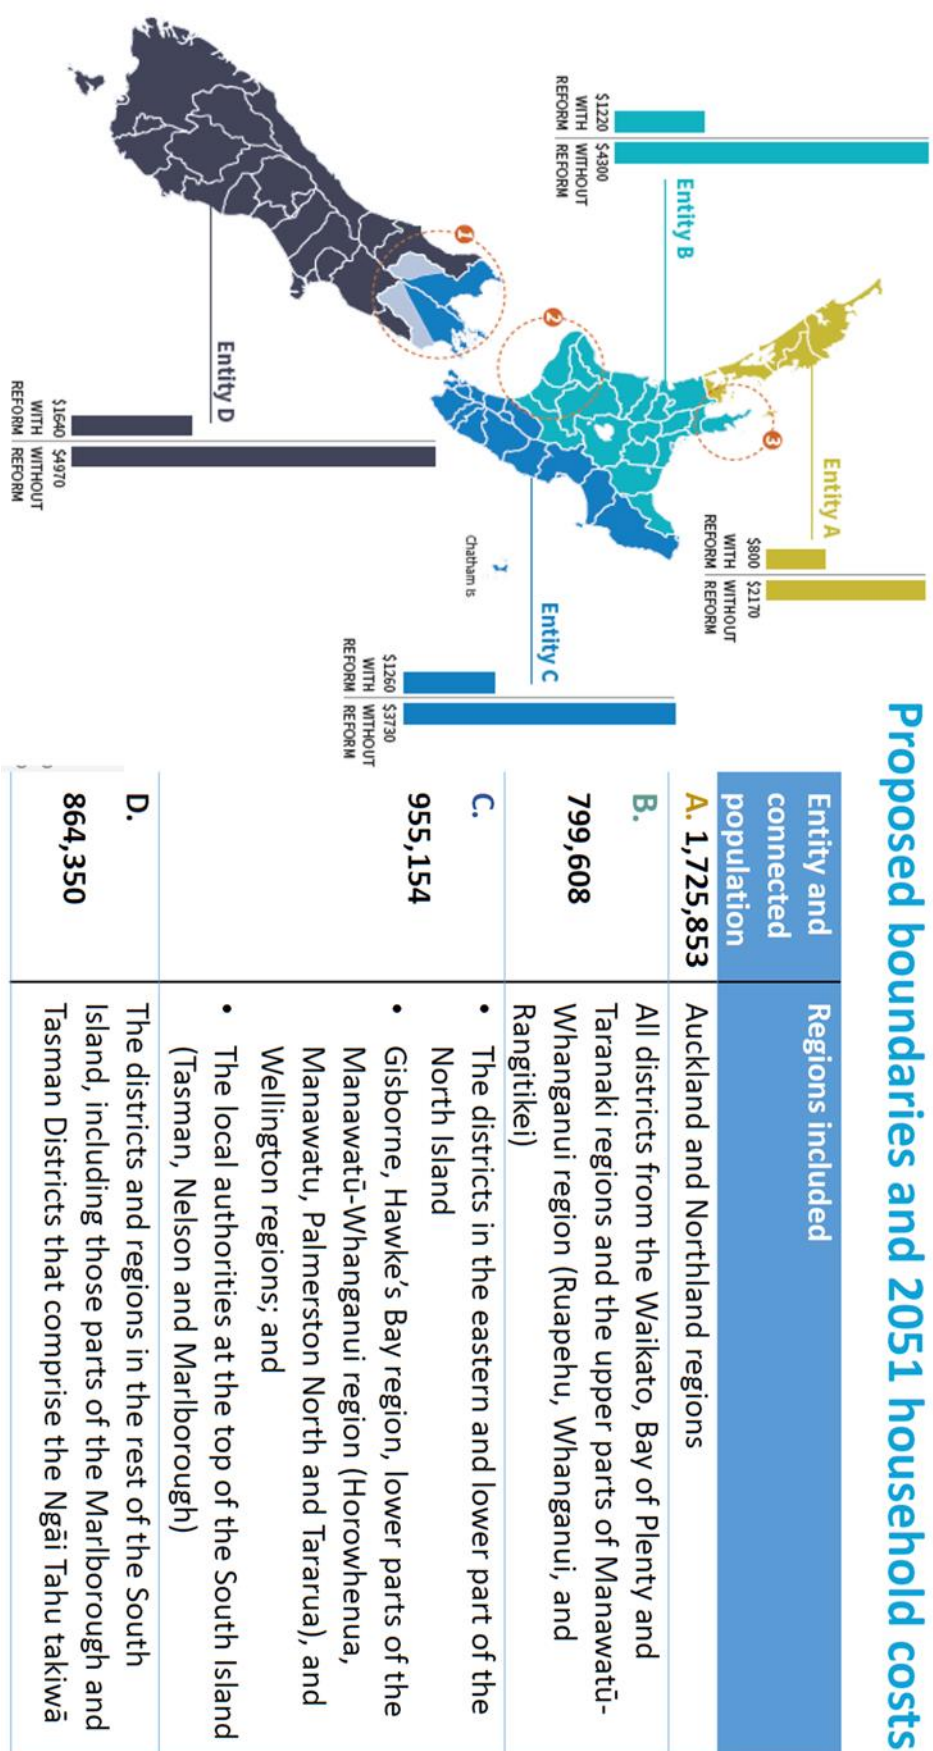 Proposed boundaries and 2051 household costs
Entity A
$800
WITH
REFORM
$2170
WITHOUT
REFORM
Entity B
$1220
WITH
REFORM
$4300
WITHOUT
REFORM
3
2
1
Chatham Is
Entity C
$1260
WITH
REFORM
$3730
WITHOUT
REFORM
Entity D
$1640
WITH
REFORM
$4970
WITHOUT
REFORM
Entity and
connected
population
Regions included
A. 1,725,853
Auckland and Northland regions
B.
799,608
All districts from the Waikato, Bay of Plenty and
Taranaki regions and the upper parts of Manawatū-
Whanganui region (Ruapehu, Whanganui, and
Rangitikei)
C.
955,154
• The districts in the eastern and lower part of the
North Island
• Gisborne, Hawke's Bay region, lower parts of the
Manawatū-Whanganui region (Horowhenua,
Manawatu, Palmerston North and Tararua), and
Wellington regions; and
• The local authorities at the top of the South Island
(Tasman, Nelson and Marlborough)
D.
864,350
The districts and regions in the rest of the South
Island, including those parts of the Marlborough and
Tasman Districts that comprise the Ngāi Tahu takiwā